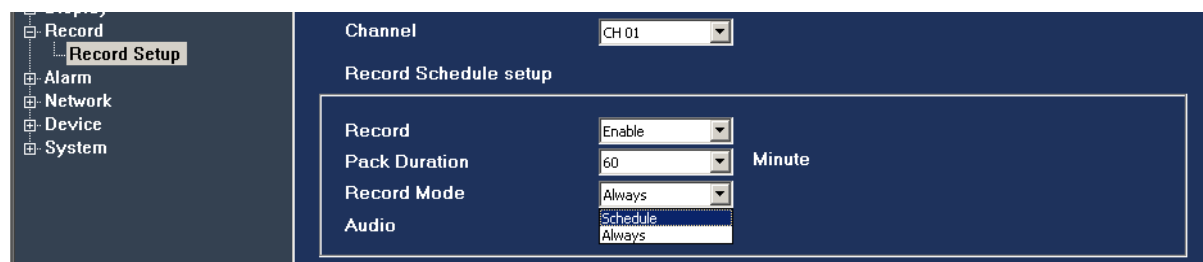 Display
Record
Record Setup
Alarm
Network
Device
System
Channel CH 01
Record Schedule setup
Record Enable
Pack Duration 60 Minute
Record Mode Always
Schedule
Audio
Always